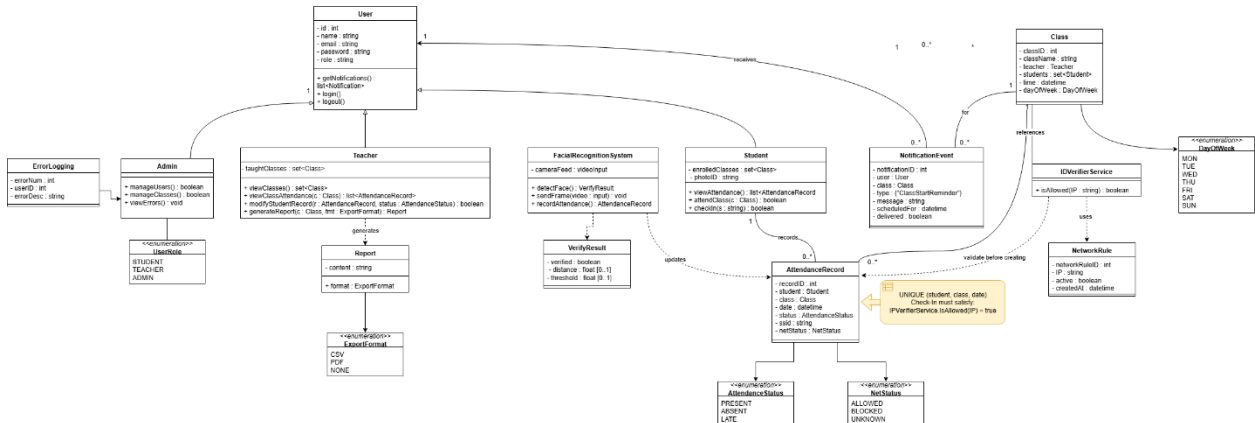 User
- id : int
- name : string
- email : string
- password : string
- role : string
+ getNotifications() :
list<Notification>
+ login()
+ logout()
1
1
receives
1
0..*
*
Class
- classID : int
- className : string
- teacher : Teacher
- students : set<Student>
- time : datetime
- dayOfWeek : DayOfWeek
1
for
references
0..*
0..*
ErrorLogging
- errorNum : int
- userID : int
- errorDesc : string
Admin
+ manageUsers() : boolean
+ manageClasses() : boolean
+ viewErrors() : void
<<enumeration>>
UserRole
STUDENT
TEACHER
ADMIN
Teacher
- taughtClasses : set<Class>
+ viewClasses() : set<Class>
+ viewClassAttendance(c : Class) : list<AttendanceRecord>
+ modifyStudentRecord(r : AttendanceRecord, status : AttendanceStatus) : boolean
+ generateReport(c : Class, fmt : ExportFormat) : Report
generates
Report
- content : string
+ format : ExportFormat
<<enumeration>>
ExportFormat
CSV
PDF
NONE
FacialRecognitionSystem
- cameraFeed : videoInput
+ detectFace() : VerifyResult
+ sendFrame(video : input) : void
+ recordAttendance() : AttendanceRecord
VerifyResult
- verified : boolean
- distance : float [0..1]
- threshold : float [0..1]
updates
Student
- enrolledClasses : set<Class>
- photoID : string
+ viewAttendance() : list<AttendanceRecord
+ attendClass(c : Class) : boolean
+ checkIn(s : string) : boolean
1
records
0..*
0..*
NotificationEvent
- notificationID : int
- user : User
- class : Class
- type : {"ClassStartReminder"}
- message : string
- scheduledFor : datetime
- delivered : boolean
IDVerifierService
+ isAllowed(IP : string) : boolean
uses
validate before creating
NetworkRule
- networkRuleID : int
- IP : string
- active : boolean
- createdAt : datetime
<<enumeration>>
DayOfWeek
MON
TUE
WED
THU
FRI
SAT
SUN
AttendanceRecord
- recordID : int
- student : Student
- class : Class
- date : datetime
- status : AttendanceStatus
- ssid : string
- netStatus : NetStatus
UNIQUE (student, class, date)
Check-In must satisfy:
IPVerifierService.IsAllowed(IP) = true
<<enumeration>>
AttendanceStatus
PRESENT
ABSENT
LATE
<<enumeration>>
NetStatus
ALLOWED
BLOCKED
UNKNOWN